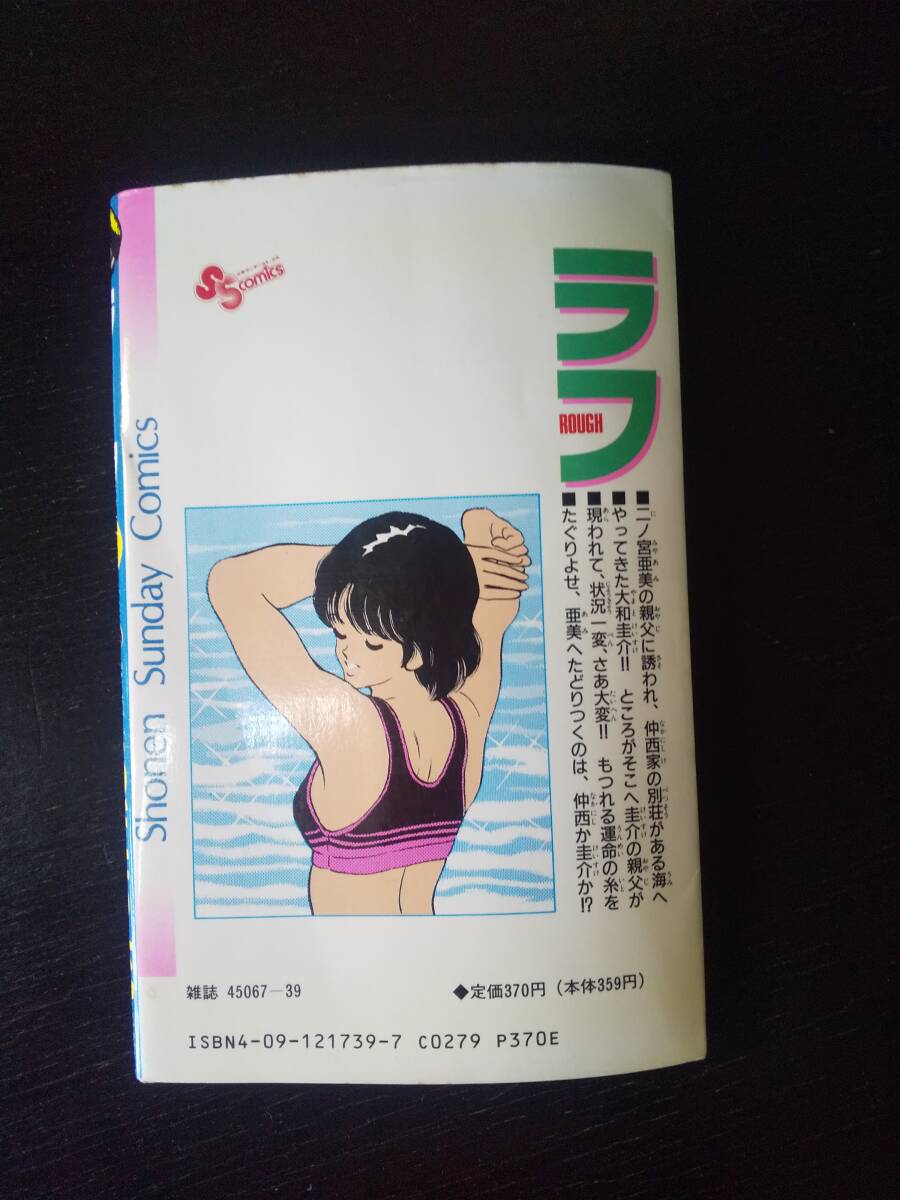 Shonen Sunday Comics
SS comics
ラフ
ROUGH
■二ノ宮亜美の親父に誘われ、仲西家の別荘がある海へ
■やってきた大和圭介!! ところがそこへ圭介の親父が
■現われて、状況一変、さあ大変!! もつれる運命の糸を
■たぐりよせ、亜美へたどりつくのは、仲西か圭介か!?
雑誌 45067-39
◆定価370円(本体359円)
ISBN4-09-121739-7 C0279 P370E